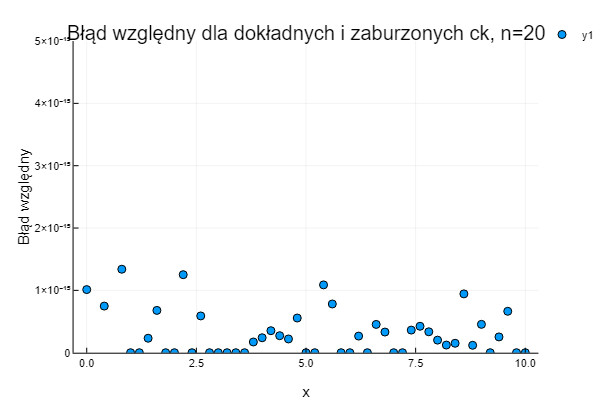 Błąd względny dla dokładnych i zaburzonych ck, n=20
y1
5×10⁻¹⁵
4×10⁻¹⁵
3×10⁻¹⁵
2×10⁻¹⁵
1×10⁻¹⁵
0
Błąd względny
0.0 2.5 5.0 7.5 10.0
x